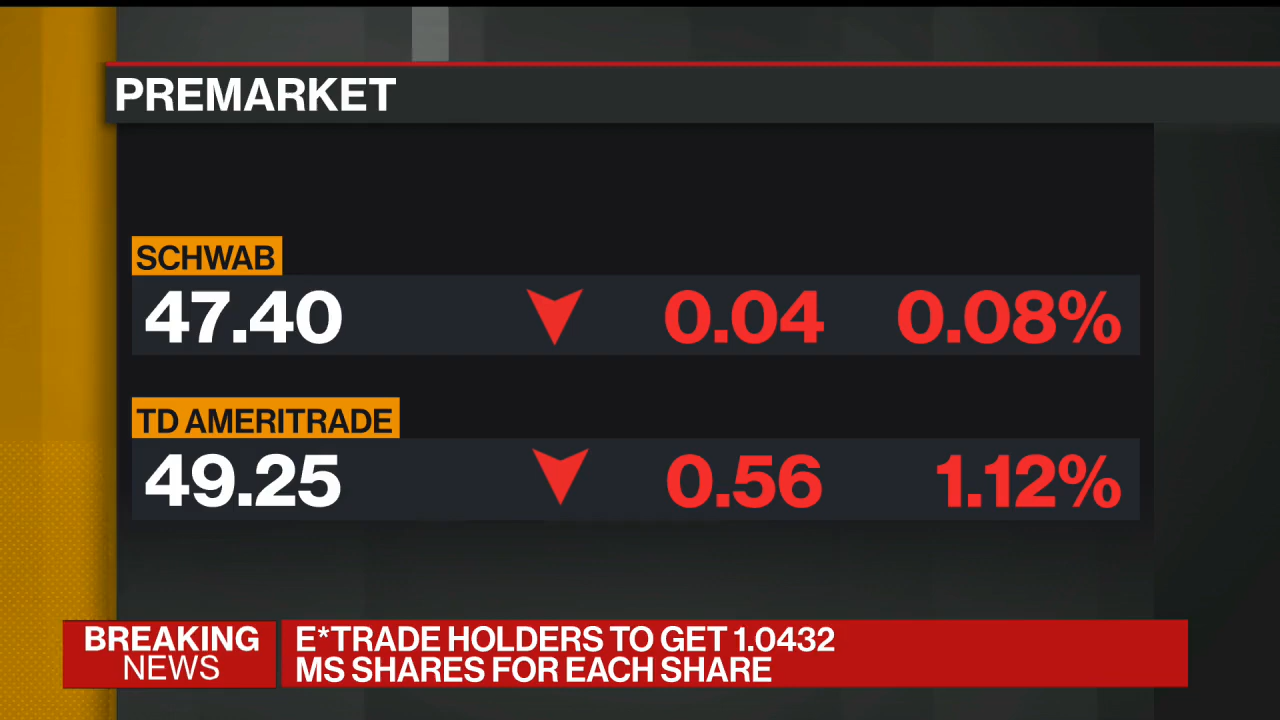 PREMARKET
SCHWAB
47.40 0.04 0.08%
TD AMERITRADE
49.25 0.56 1.12%
BREAKING NEWS
E*TRADE HOLDERS TO GET 1.0432
MS SHARES FOR EACH SHARE